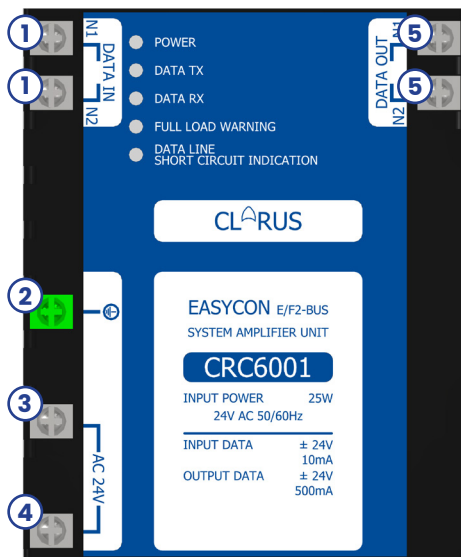 1
N1
DATA IN
1
N2
POWER
DATA TX
DATA RX
FULL LOAD WARNING
DATA LINE
SHORT CIRCUIT INDICATION
5
N1
DATA OUT
5
N2
CLARUS
2
3
AC 24V
4
EASYCON E/F2-BUS
SYSTEM AMPLIFIER UNIT
CRC6001
INPUT POWER 25W
24V AC 50/60Hz
INPUT DATA ± 24V
10mA
OUTPUT DATA ± 24V
500mA